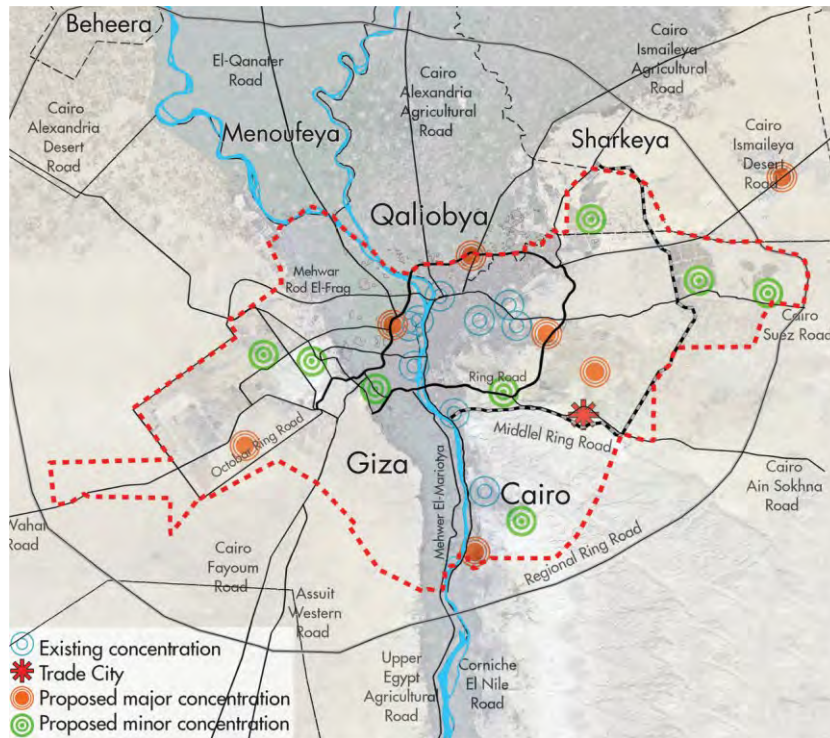 Beheera
El-Qanater
Road
Cairo
Alexandria
Agricultural
Road
Cairo
Ismaileya
Agricultural
Road
Cairo
Alexandria
Desert
Road
Menoufeya
Sharkeya
Cairo
Ismaileya
Desert
Road
Qaliobya
Mehwar
Rod El-Frag
Cairo
Suez Road
Ring Road
Octobar Ring Road
Middlel Ring Road
Giza
Cairo
Mehwer El-Mariotya
Cairo
Ain Sokhna
Road
Wahat
Road
Regional Ring Road
Cairo
Fayoum
Road
Assuit
Western
Road
Upper
Egypt
Agricultural
Road
Corniche
El Nile
Road
Existing concentration
Trade City
Proposed major concentration
Proposed minor concentration